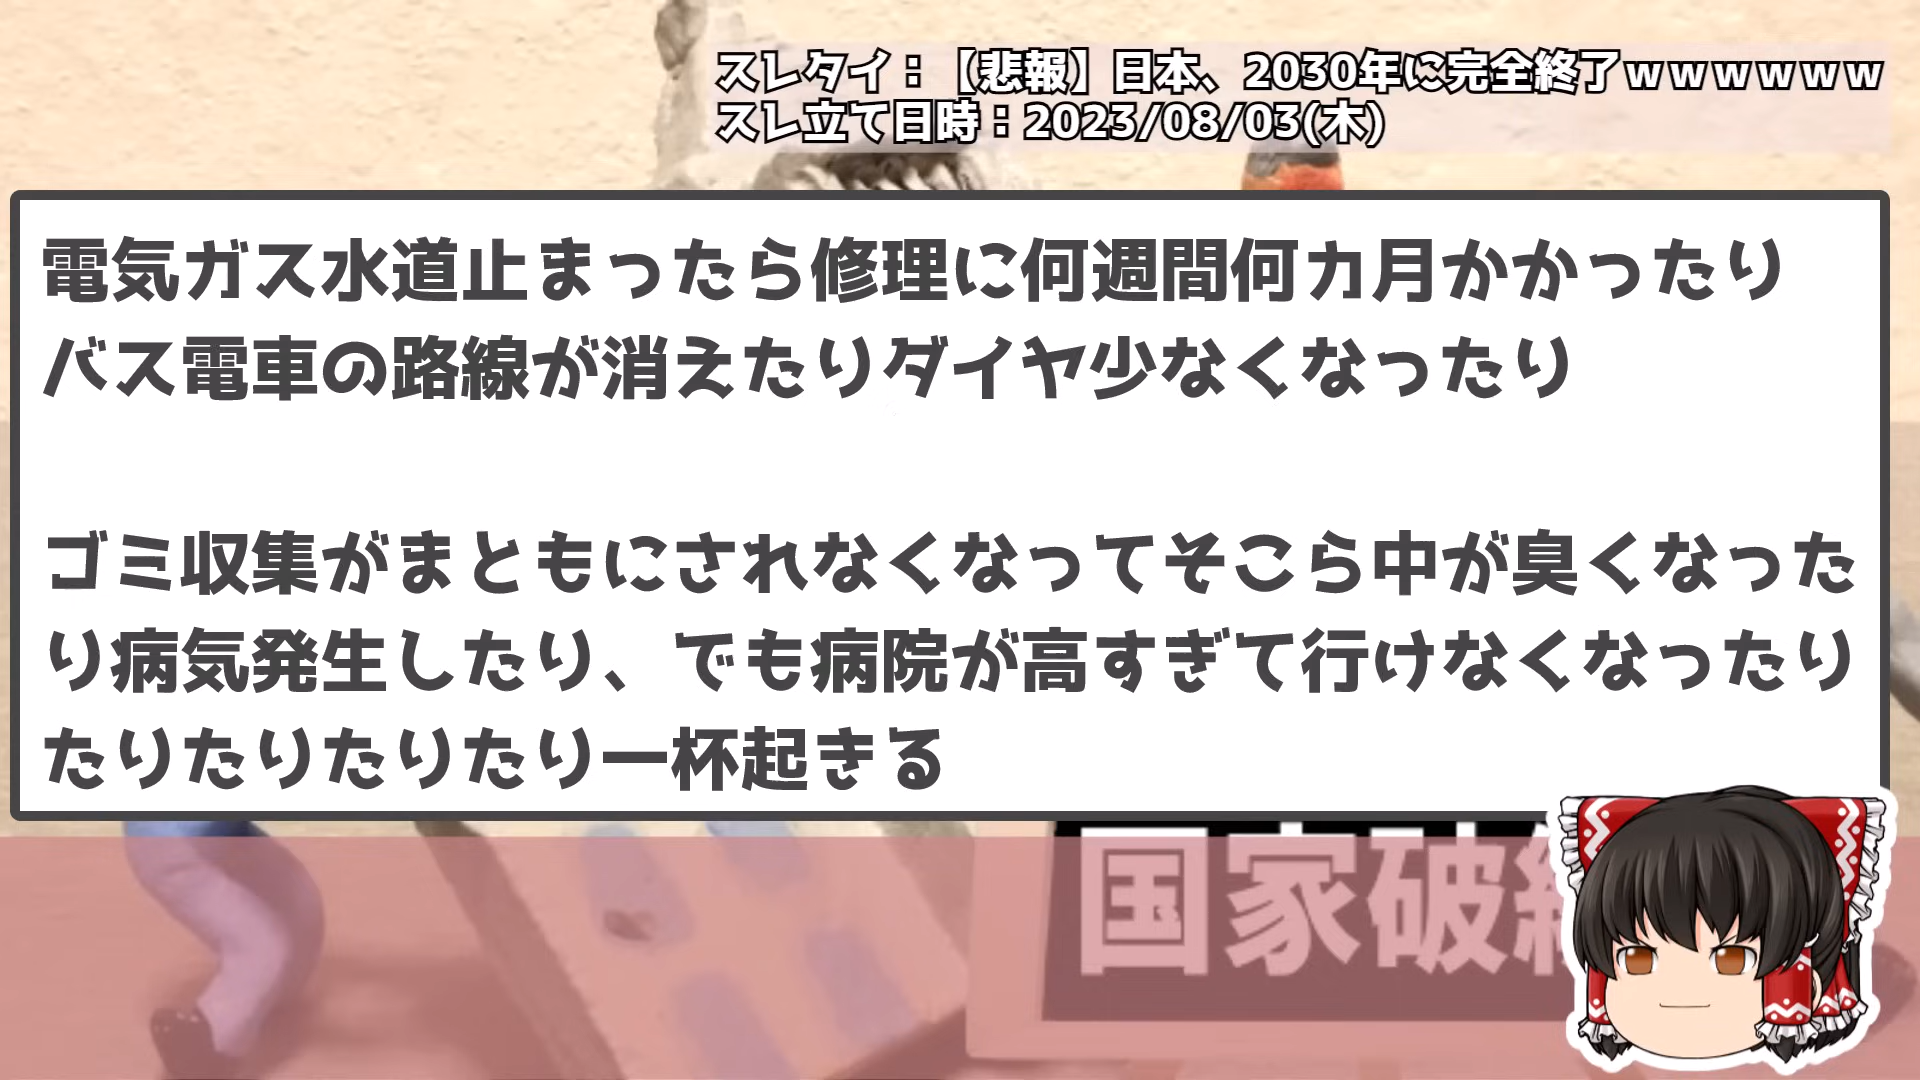 スレタイ：【悲報】日本、2030年に完全終了ｗｗｗｗｗｗ
スレ立て日時：2023/08/03(木)
電気ガス水道止まったら修理に何週間何カ月かかったり
バス電車の路線が消えたりダイヤ少なくなったり
ゴミ収集がまともにされなくなってそこら中が臭くなった
り病気発生したり、でも病院が高すぎて行けなくなったり
たりたりたりたり一杯起きる
国家破